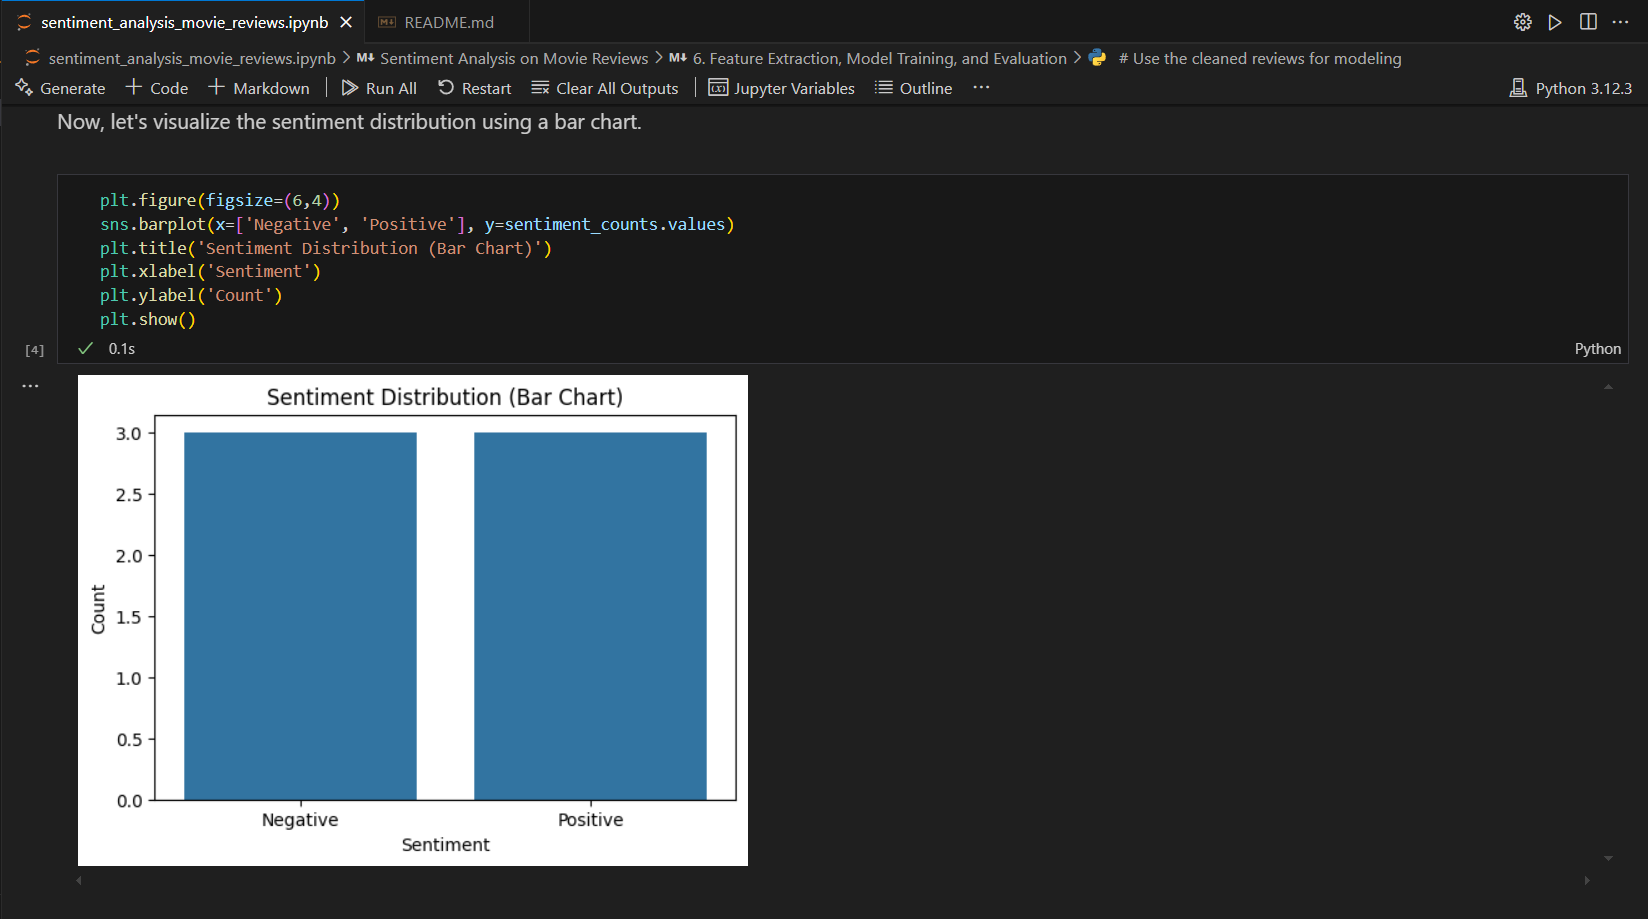 sentiment_analysis_movie_reviews.ipynb
README.md
sentiment_analysis_movie_reviews.ipynb > M↓ Sentiment Analysis on Movie Reviews > M↓ 6. Feature Extraction, Model Training, and Evaluation > # Use the cleaned reviews for modeling
Generate + Code + Markdown | Run All Restart Clear All Outputs | Jupyter Variables Outline ··· Python 3.12.3
Now, let's visualize the sentiment distribution using a bar chart.
plt.figure(figsize=(6,4))
sns.barplot(x=['Negative', 'Positive'], y=sentiment_counts.values)
plt.title('Sentiment Distribution (Bar Chart)')
plt.xlabel('Sentiment')
plt.ylabel('Count')
plt.show()
[4] 0.1s Python
Sentiment Distribution (Bar Chart)
3.0
2.5
2.0
1.5
1.0
0.5
0.0
Count
Negative Positive
Sentiment